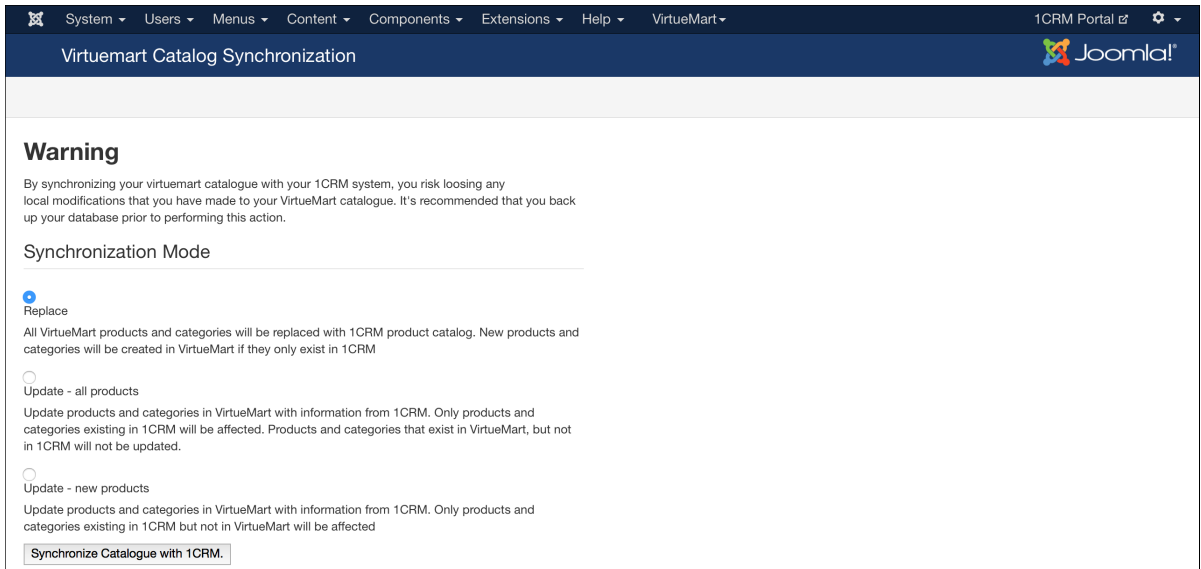 System Users Menus Content Components Extensions Help VirtueMart 1CRM Portal
Virtuemart Catalog Synchronization Joomla!®
Warning
By synchronizing your virtuemart catalogue with your 1CRM system, you risk loosing any
local modifications that you have made to your VirtueMart catalogue. It's recommended that you back
up your database prior to performing this action.
Synchronization Mode
Replace
All VirtueMart products and categories will be replaced with 1CRM product catalog. New products and
categories will be created in VirtueMart if they only exist in 1CRM
Update - all products
Update products and categories in VirtueMart with information from 1CRM. Only products and
categories existing in 1CRM will be affected. Products and categories that exist in VirtueMart, but not
in 1CRM will not be updated.
Update - new products
Update products and categories in VirtueMart with information from 1CRM. Only products and
categories existing in 1CRM but not in VirtueMart will be affected
Synchronize Catalogue with 1CRM.